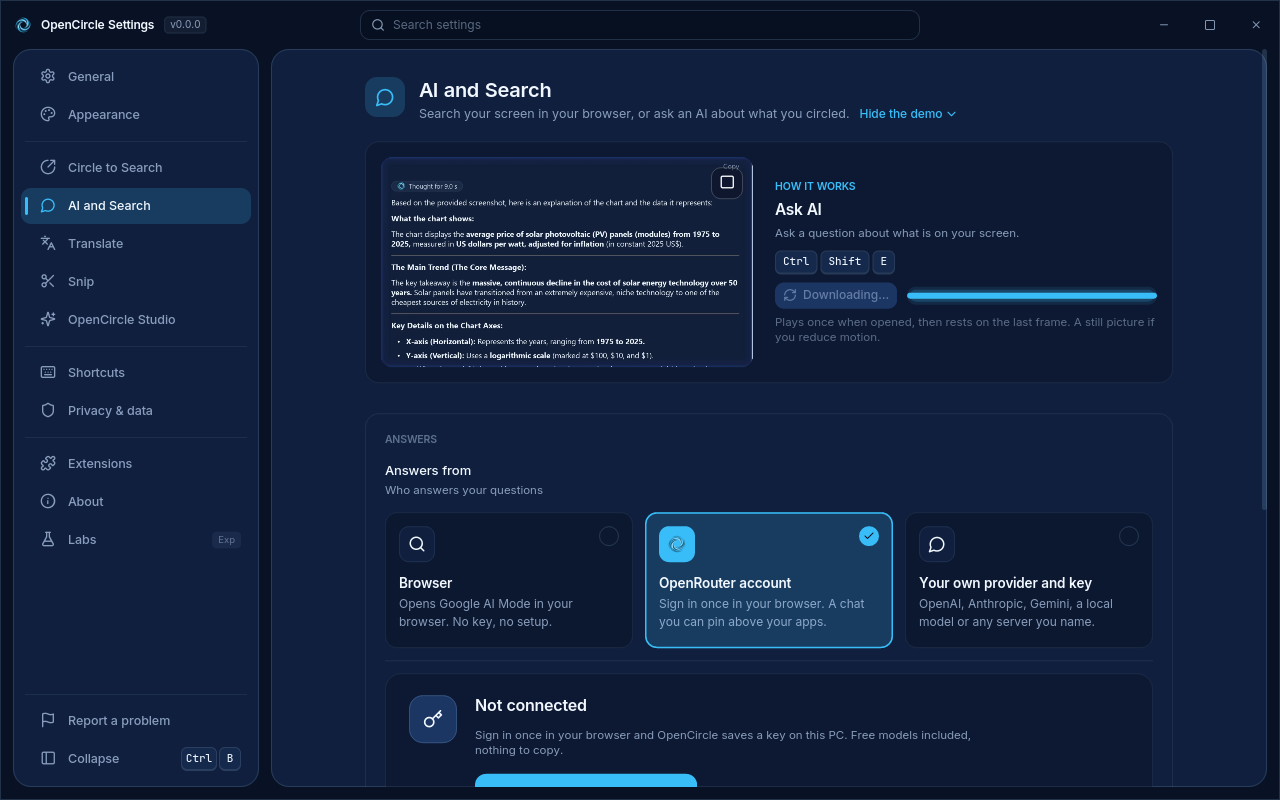 OpenCircle Settings
v0.0.0
Search settings
General
Appearance
Circle to Search
AI and Search
Translate
Snip
OpenCircle Studio
Shortcuts
Privacy & data
Extensions
About
Labs
Exp
Report a problem
Collapse
Ctrl B
AI and Search
Search your screen in your browser, or ask an AI about what you circled. Hide the demo
Copy
Thought for 9.0 s
Based on the provided screenshot, here is an explanation of the chart and the data it represents:
What the chart shows:
The chart displays the average price of solar photovoltaic (PV) panels (modules) from 1975 to
2025, measured in US dollars per watt, adjusted for inflation (in constant 2025 US$).
The Main Trend (The Core Message):
The key takeaway is the massive, continuous decline in the cost of solar energy technology over 50
years. Solar panels have transitioned from an extremely expensive, niche technology to one of the
cheapest sources of electricity in history.
Key Details on the Chart Axes:
• X-axis (Horizontal): Represents the years, ranging from 1975 to 2025.
• Y-axis (Vertical): Uses a logarithmic scale (marked at $100, $10, and $1).
HOW IT WORKS
Ask AI
Ask a question about what is on your screen.
Ctrl Shift E
Downloading...
Plays once when opened, then rests on the last frame. A still picture if
you reduce motion.
ANSWERS
Answers from
Who answers your questions
Browser
Opens Google AI Mode in your
browser. No key, no setup.
OpenRouter account
Sign in once in your browser. A chat
you can pin above your apps.
Your own provider and key
OpenAI, Anthropic, Gemini, a local
model or any server you name.
Not connected
Sign in once in your browser and OpenCircle saves a key on this PC. Free models included,
nothing to copy.